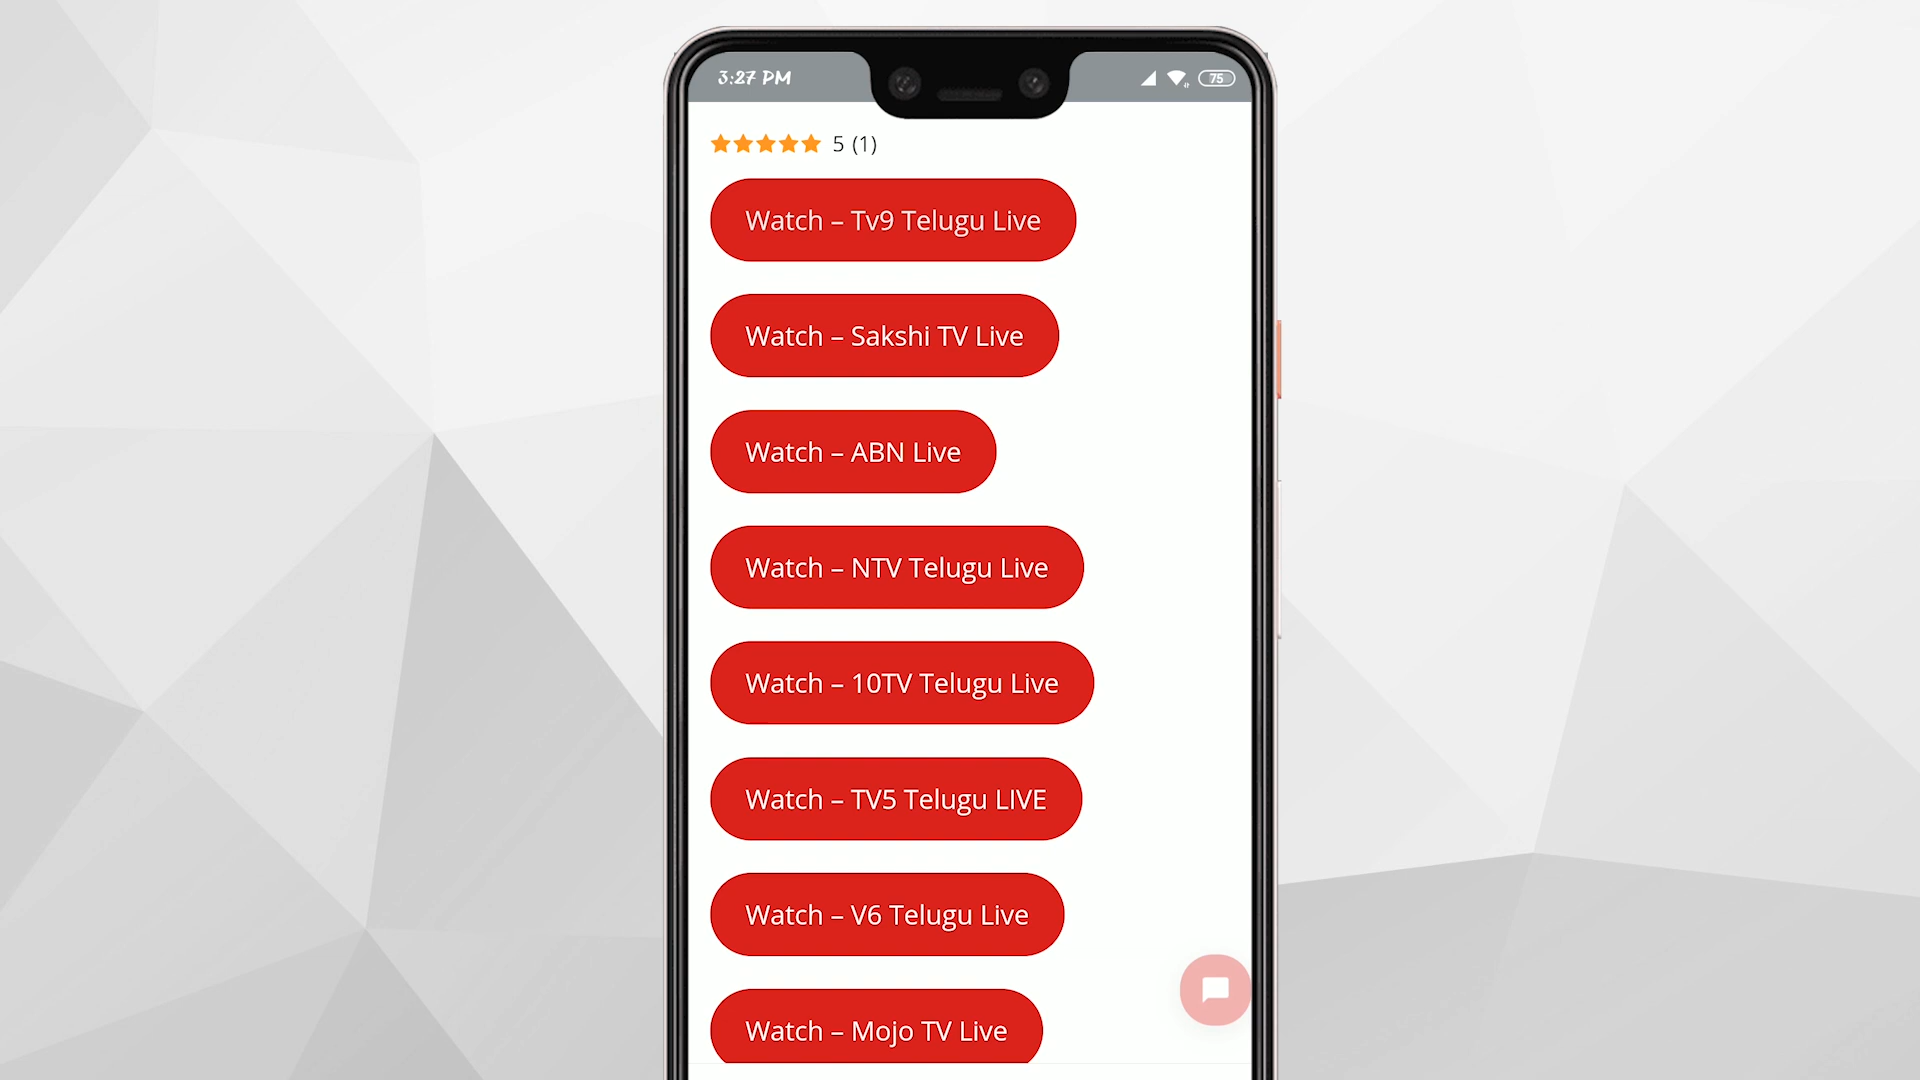 3:27 PM
75
5 (1)
Watch – Tv9 Telugu Live
Watch – Sakshi TV Live
Watch – ABN Live
Watch – NTV Telugu Live
Watch – 10TV Telugu Live
Watch – TV5 Telugu LIVE
Watch – V6 Telugu Live
Watch – Mojo TV Live